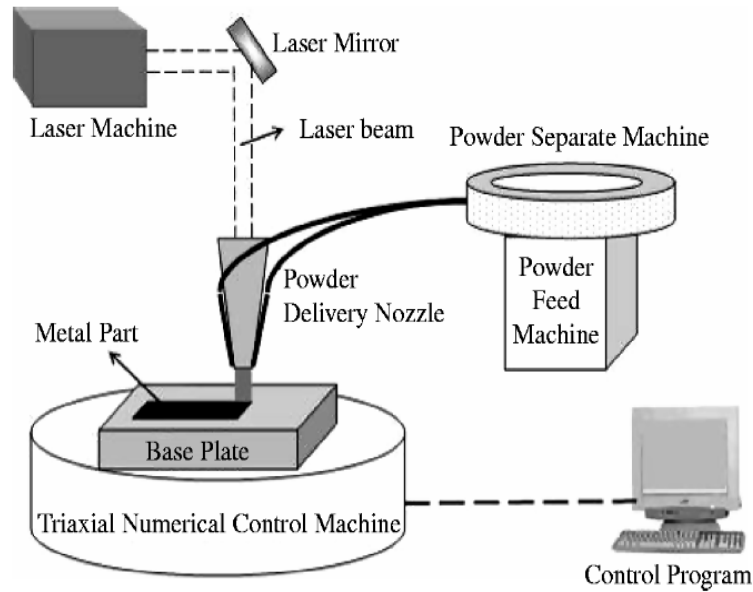 Laser Mirror
Laser Machine
Laser beam
Powder Separate Machine
Powder
Delivery Nozzle
Powder
Feed
Machine
Metal Part
Base Plate
Triaxial Numerical Control Machine
Control Program